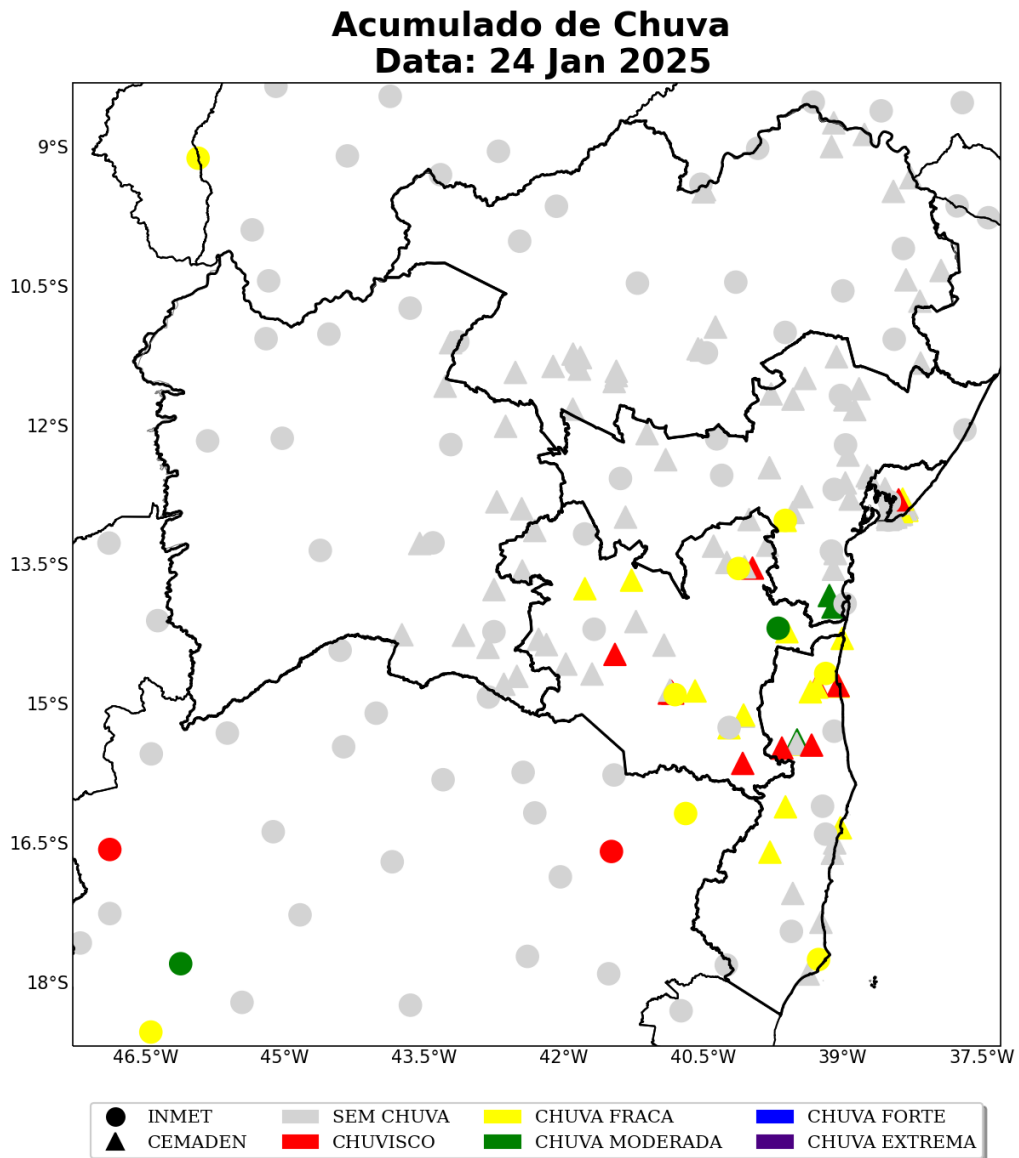 Acumulado de Chuva
Data: 24 Jan 2025
9°S
10.5°S
12°S
13.5°S
15°S
16.5°S
18°S
46.5°W 45°W 43.5°W 42°W 40.5°W 39°W 37.5°W
INMET SEM CHUVA CHUVA FRACA CHUVA FORTE
CEMADEN CHUVISCO CHUVA MODERADA CHUVA EXTREMA